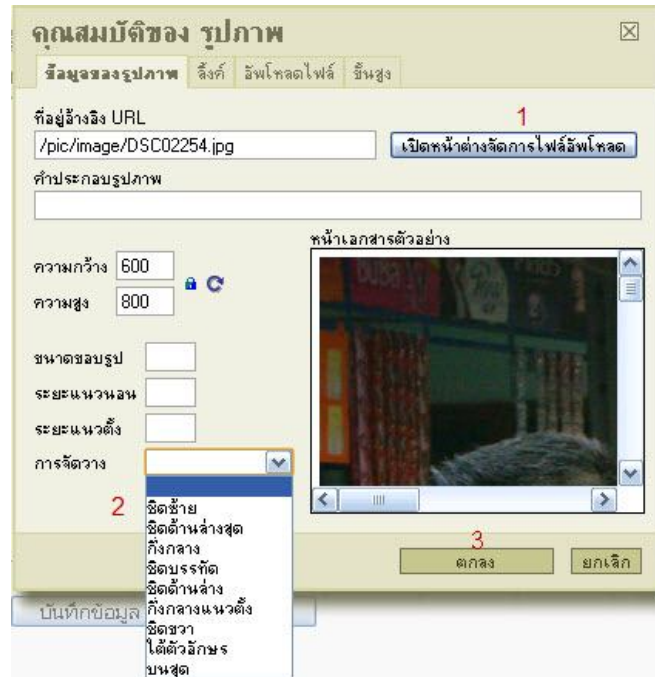 คุณสมบัติของ รูปภาพ
ข้อมูลของรูปภาพ ลิ้งค์ อัพโหลดไฟล์ ขั้นสูง
ที่อยู่อ้างอิง URL 1
/pic/image/DSC02254.jpg เปิดหน้าต่างจัดการไฟล์อัพโหลด
คำประกอบรูปภาพ
หน้าเอกสารตัวอย่าง
ความกว้าง 600
ความสูง 800
ขนาดขอบรูป
ระยะแนวนอน
ระยะแนวตั้ง
การจัดวาง
2
ชิดซ้าย
ชิดด้านล่างสุด
กึ่งกลาง
ชิดบรรทัด
ชิดด้านล่าง
กึ่งกลางแนวตั้ง
ชิดขวา
ใต้ตัวอักษร
บนสุด
3
ตกลง ยกเลิก
บันทึกข้อมูล